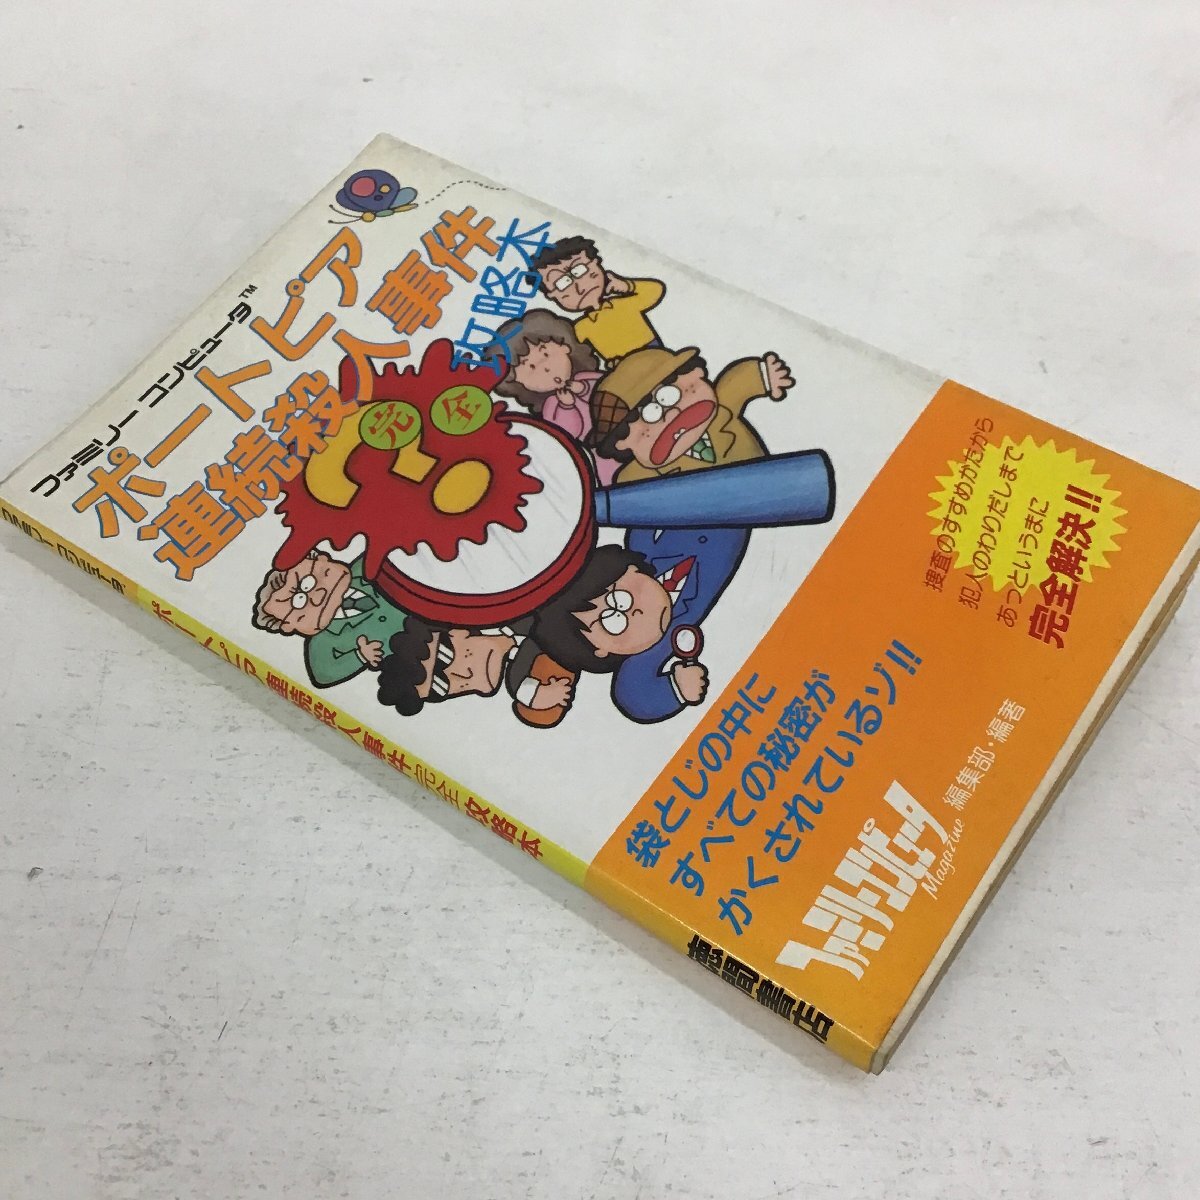 ファミリーコンピュータ™
ポートピア
連続殺人事件
完全
攻略本
捜査のすすめかたから
犯人のわりだしまで
あっというまに
完全解決!!
袋とじの中に
すべての秘密が
かくされているゾ!!
ファミリーコンピュータ
Magazine
編集部・編著
ファミリーコンピュータ ポートピア連続殺人事件 完全攻略本
徳間書店